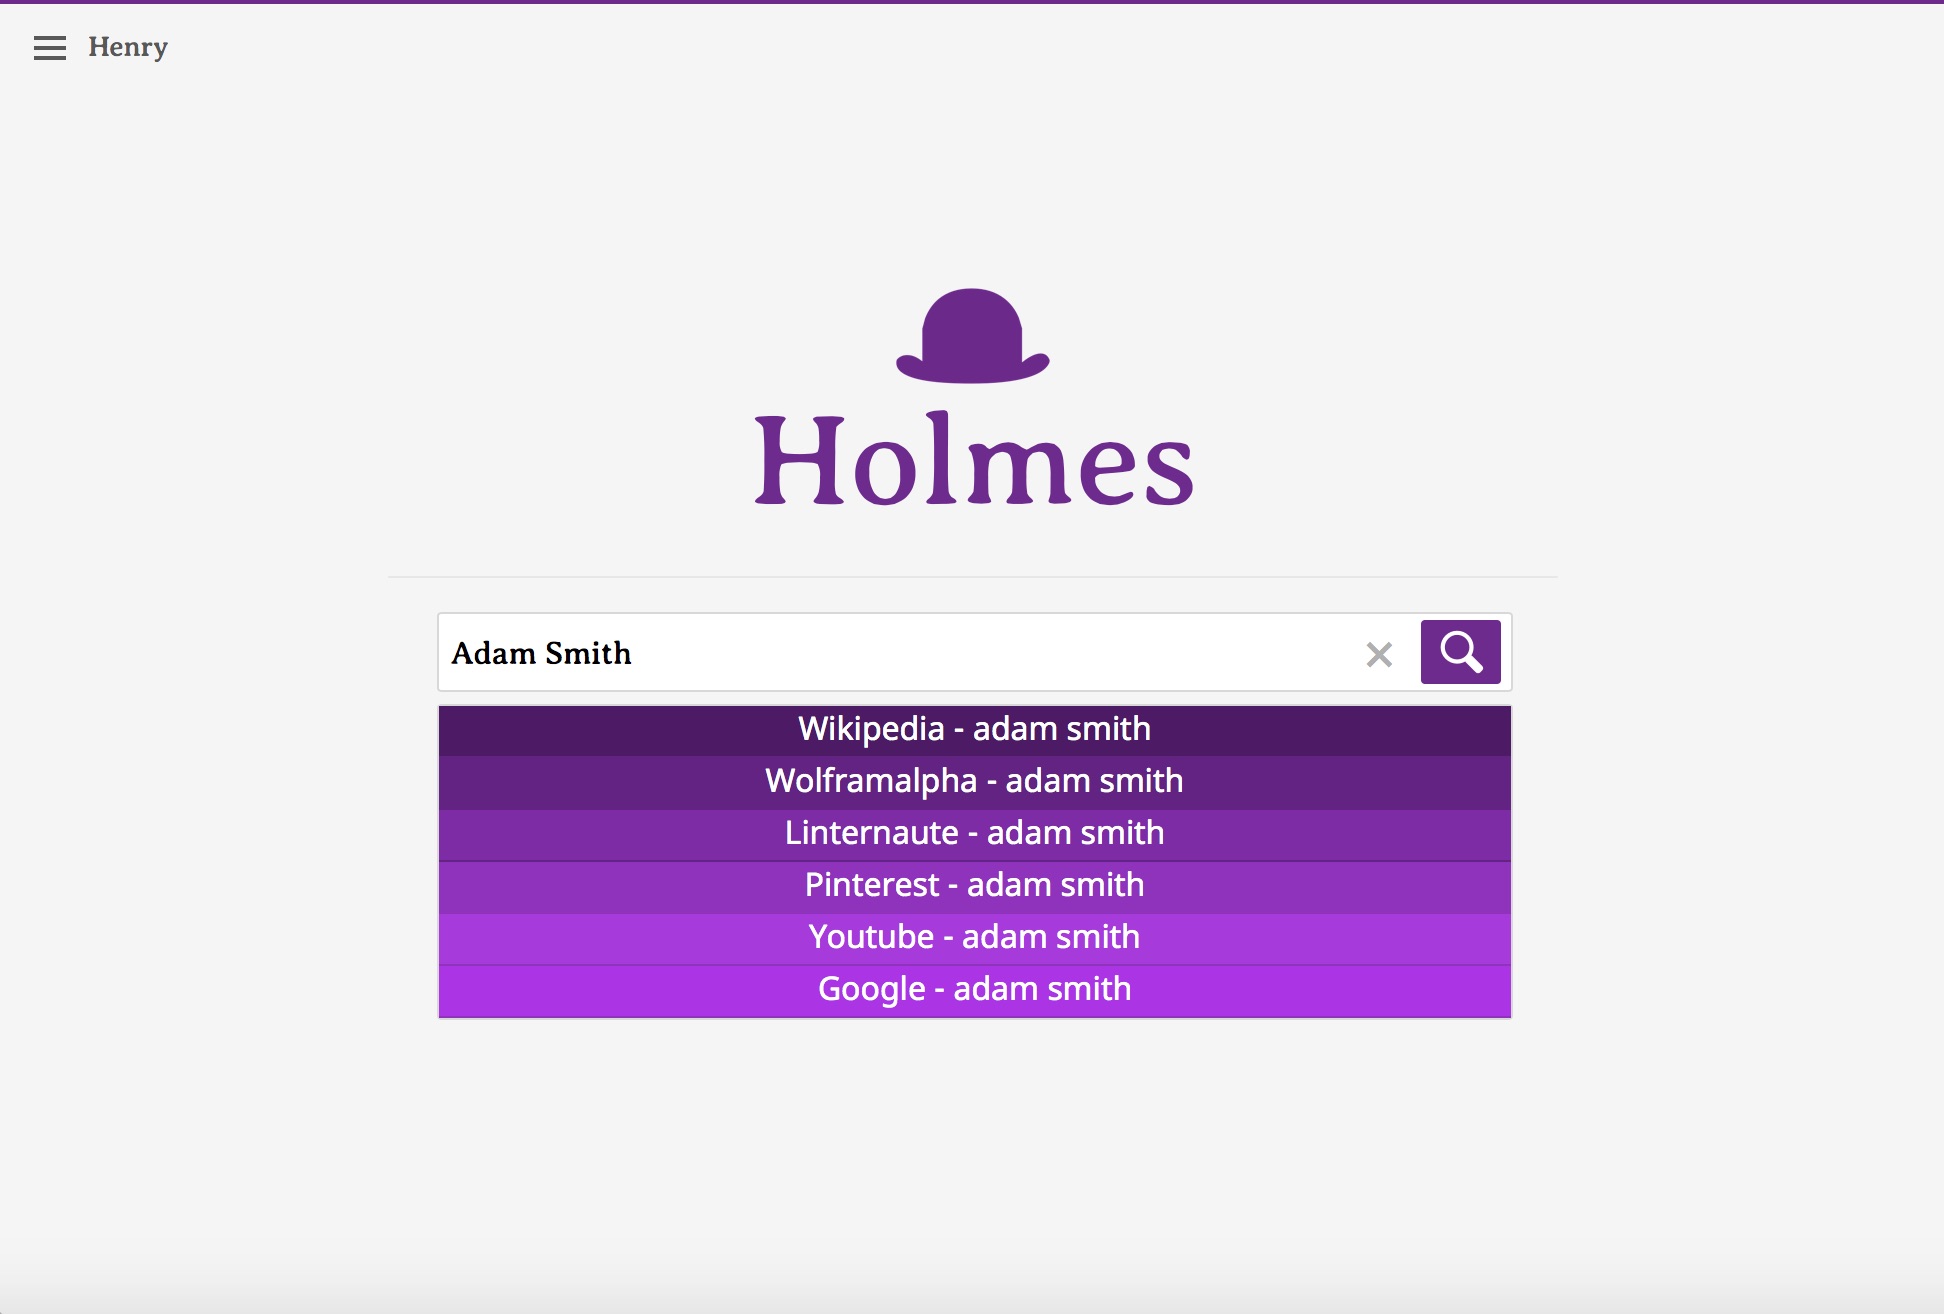 Henry
Holmes
Adam Smith
Wikipedia - adam smith
Wolframalpha - adam smith
Linternaute - adam smith
Pinterest - adam smith
Youtube - adam smith
Google - adam smith